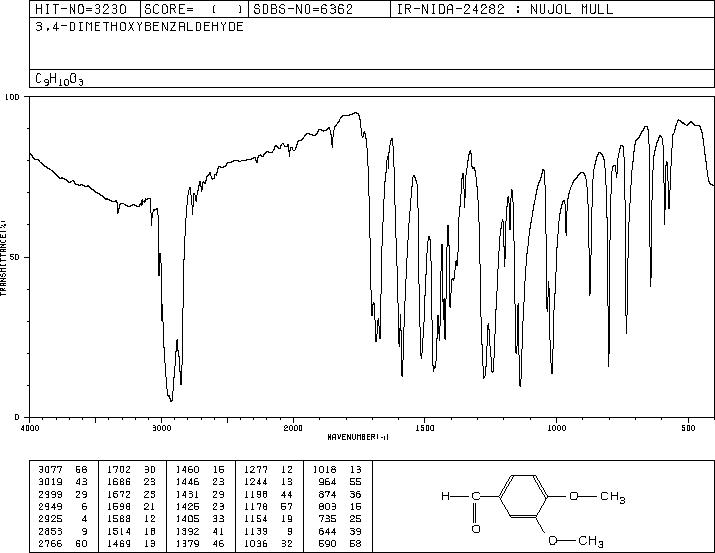 HIT-NO=3230 SCORE= ( ) SDBS-NO=6362 IR-NIDA-24282 : NUJOL MULL
3,4-DIMETHOXYBENZALDEHYDE
C9H10O3
100
50
0
TRANSMITTANCE(%)
4000 3000 2000 1500 1000 500
WAVENUMBER(-1)
3077 68 1702 30 1460 16 1277 12 1018 13
3019 43 1686 23 1446 23 1244 13 964 55
2999 29 1672 23 1431 29 1198 44 874 36
2949 6 1598 21 1426 23 1178 57 803 15
2925 4 1588 12 1405 33 1154 19 735 25
2853 9 1514 18 1392 41 1139 9 644 39
2766 60 1469 13 1379 46 1036 32 590 58
H C O CH3
O
O CH3